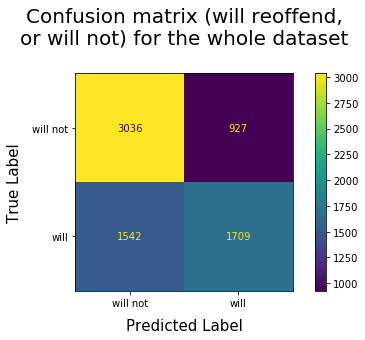 Confusion matrix (will reoffend,
or will not) for the whole dataset
True Label
will not
3036
927
will
1542
1709
will not
will
Predicted Label
3000
2750
2500
2250
2000
1750
1500
1250
1000